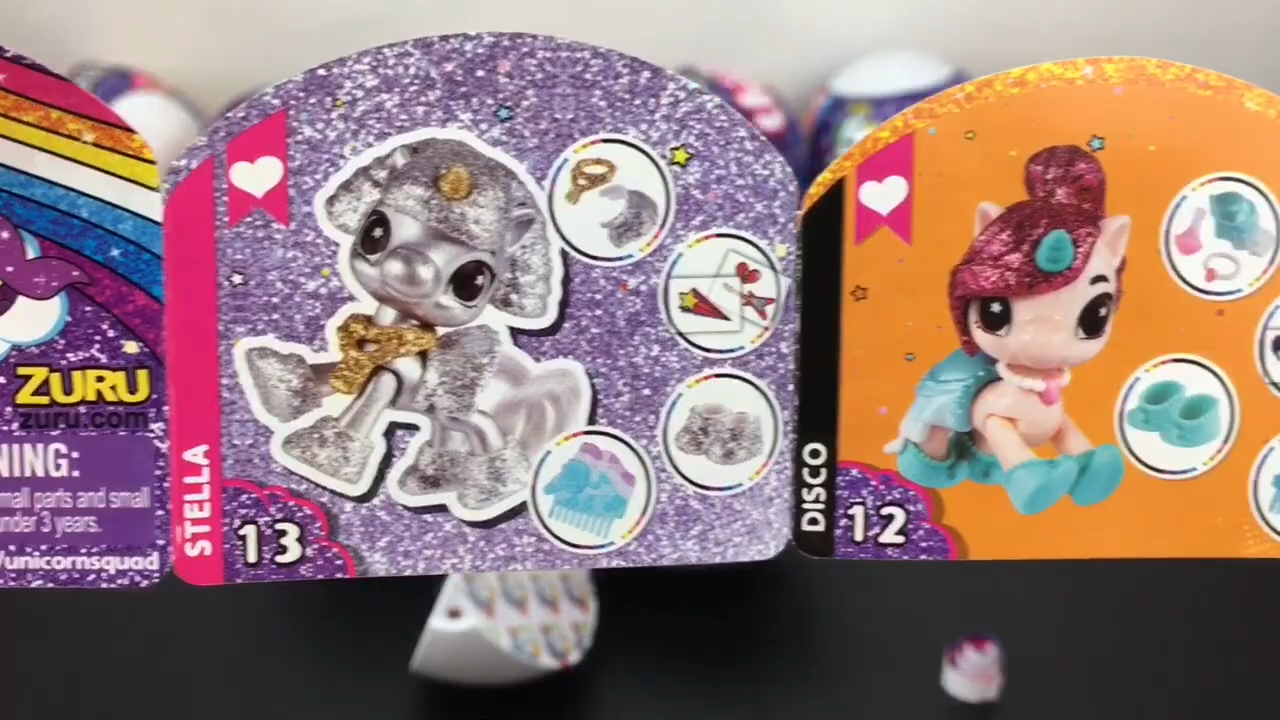 ZURU
zuru.com
NING:
mall parts and small
under 3 years.
/unicornsquad
STELLA
13
DISCO
12